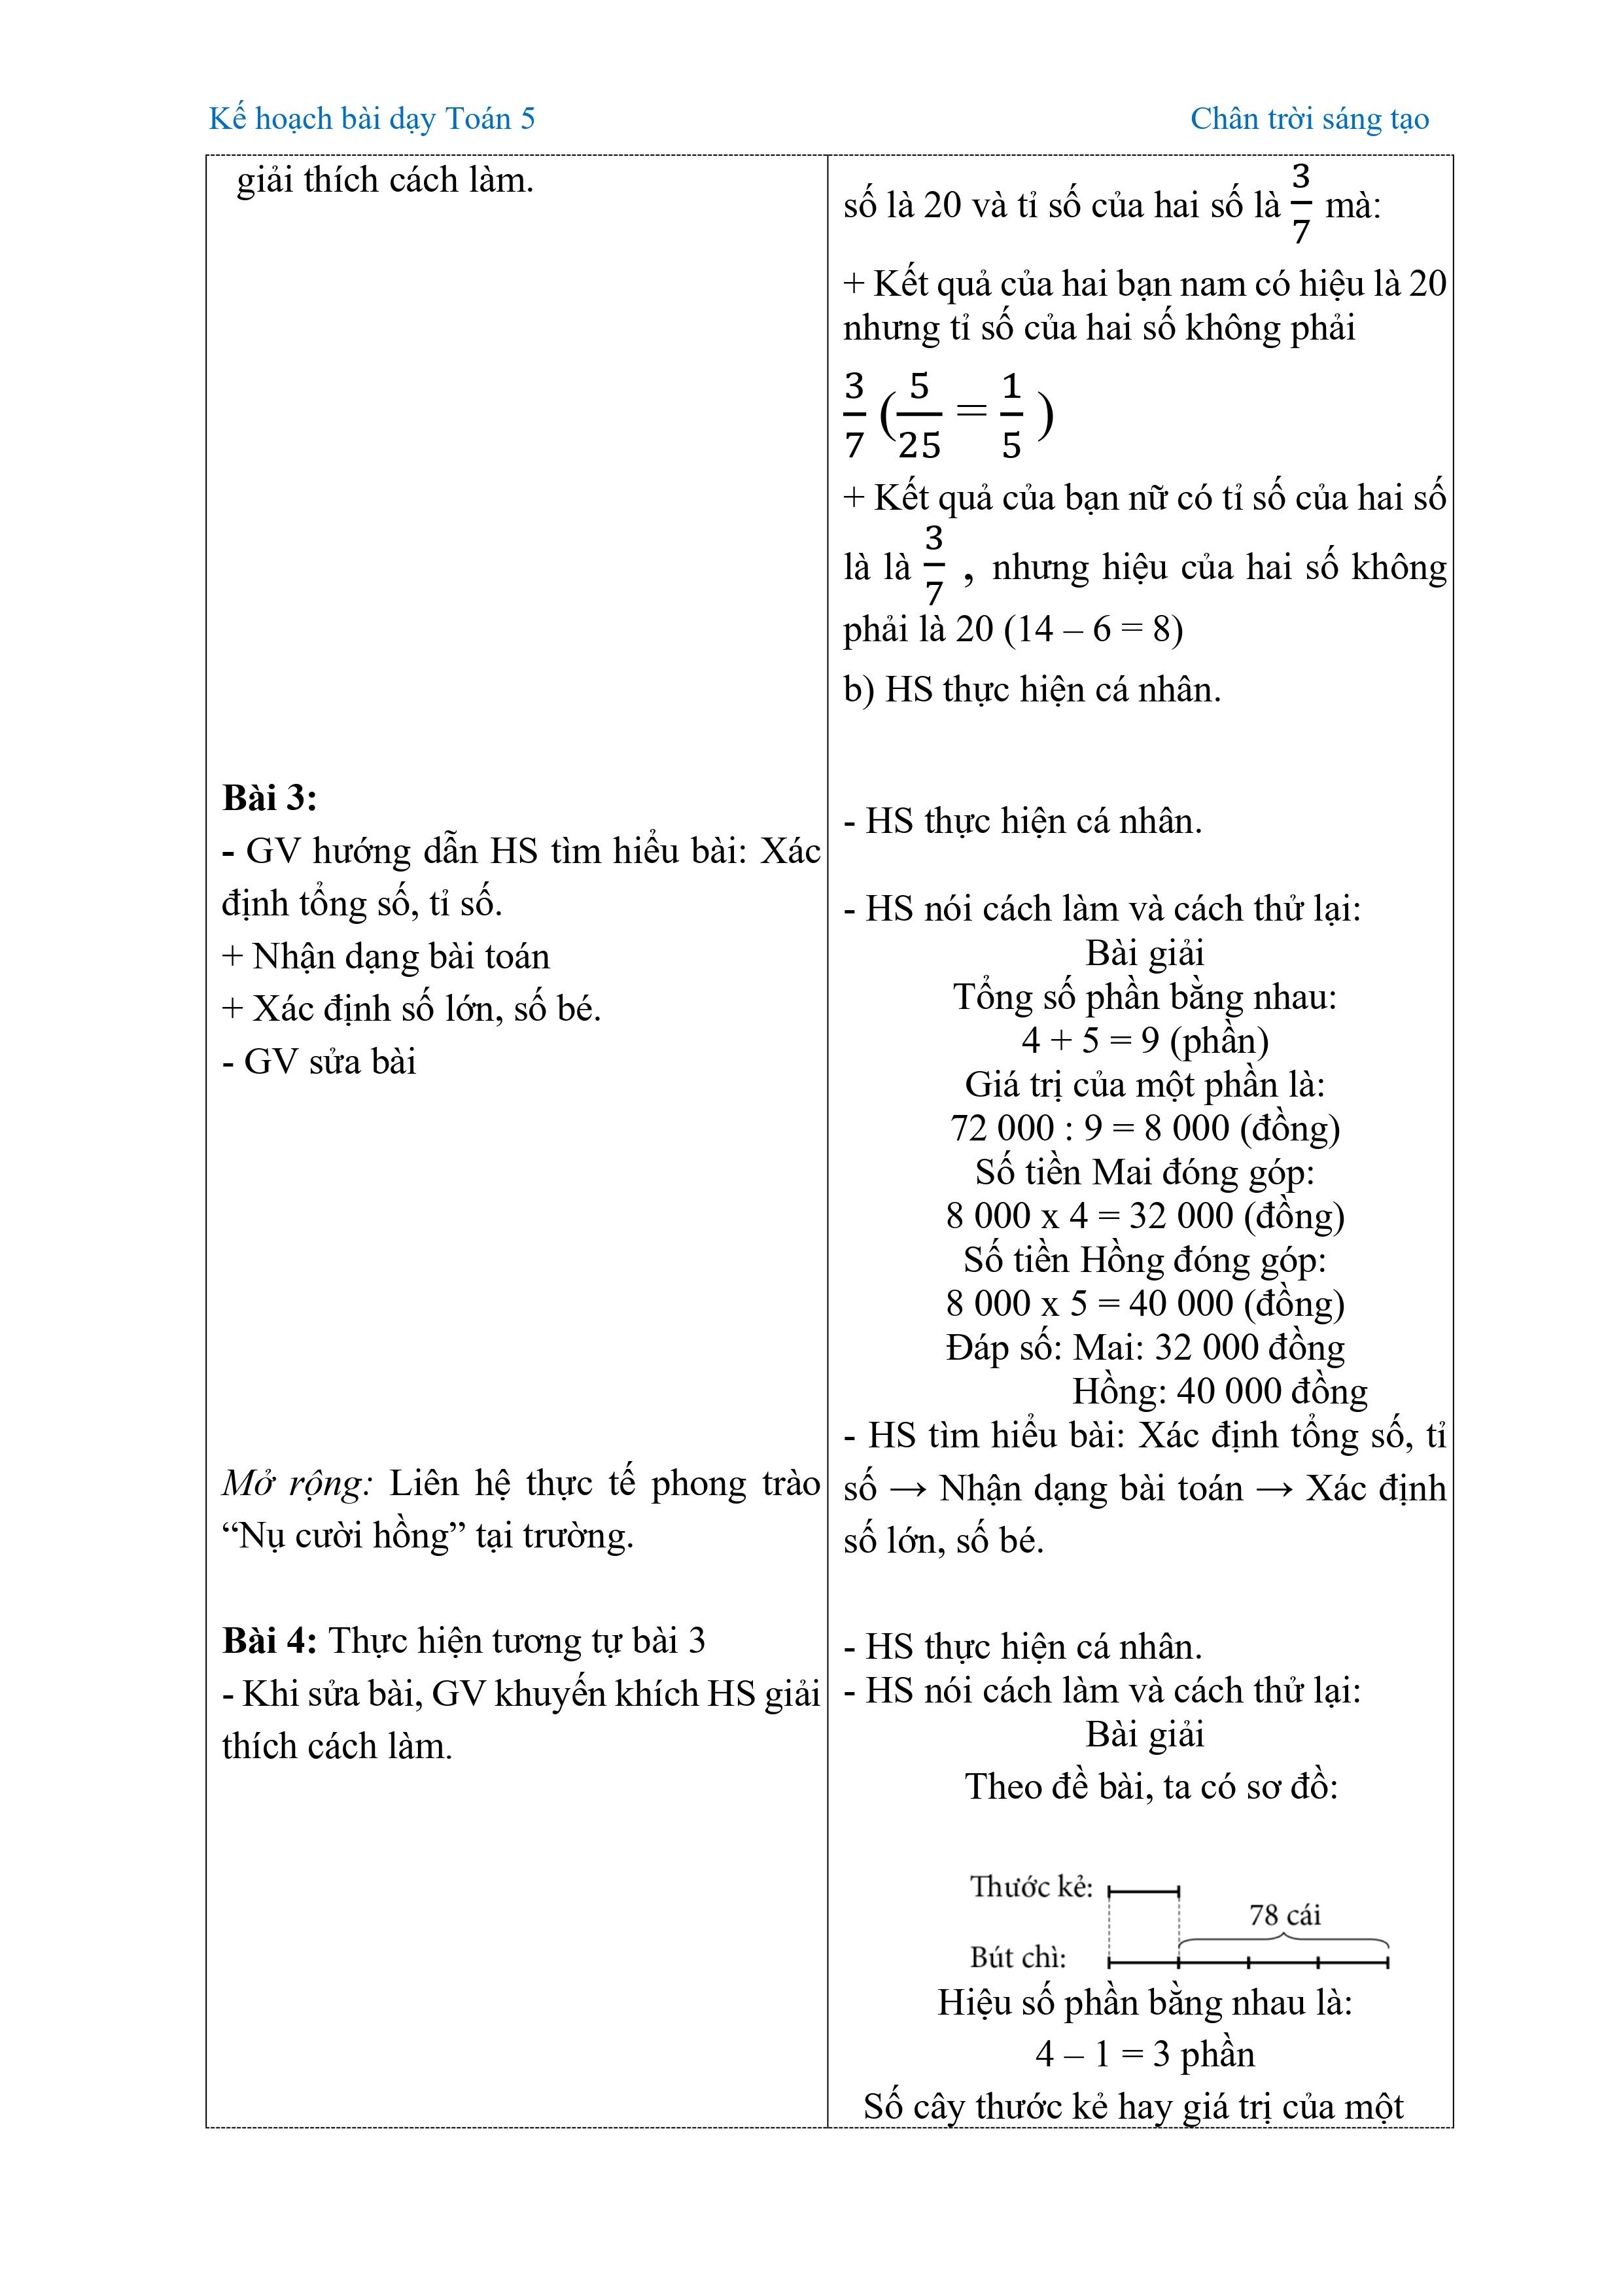 Kế hoạch bài dạy Toán 5
Chân trời sáng tạo
giải thích cách làm.
số là 20 và tỉ số của hai số là 3/7 mà:
+ Kết quả của hai bạn nam có hiệu là 20
nhưng tỉ số của hai số không phải
3/7 (5/25 = 1/5 )
+ Kết quả của bạn nữ có tỉ số của hai số
là là 3/7 , nhưng hiệu của hai số không
phải là 20 (14 – 6 = 8)
b) HS thực hiện cá nhân.
Bài 3:
- GV hướng dẫn HS tìm hiểu bài: Xác
định tổng số, tỉ số.
+ Nhận dạng bài toán
+ Xác định số lớn, số bé.
- GV sửa bài
- HS thực hiện cá nhân.
- HS nói cách làm và cách thử lại:
Bài giải
Tổng số phần bằng nhau:
4 + 5 = 9 (phần)
Giá trị của một phần là:
72 000 : 9 = 8 000 (đồng)
Số tiền Mai đóng góp:
8 000 x 4 = 32 000 (đồng)
Số tiền Hồng đóng góp:
8 000 x 5 = 40 000 (đồng)
Đáp số: Mai: 32 000 đồng
Hồng: 40 000 đồng
Mở rộng: Liên hệ thực tế phong trào
“Nụ cười hồng” tại trường.
- HS tìm hiểu bài: Xác định tổng số, tỉ
số → Nhận dạng bài toán → Xác định
số lớn, số bé.
Bài 4: Thực hiện tương tự bài 3
- Khi sửa bài, GV khuyến khích HS giải
thích cách làm.
- HS thực hiện cá nhân.
- HS nói cách làm và cách thử lại:
Bài giải
Theo đề bài, ta có sơ đồ:
Thước kẻ:
78 cái
Bút chì:
Hiệu số phần bằng nhau là:
4 – 1 = 3 phần
Số cây thước kẻ hay giá trị của một